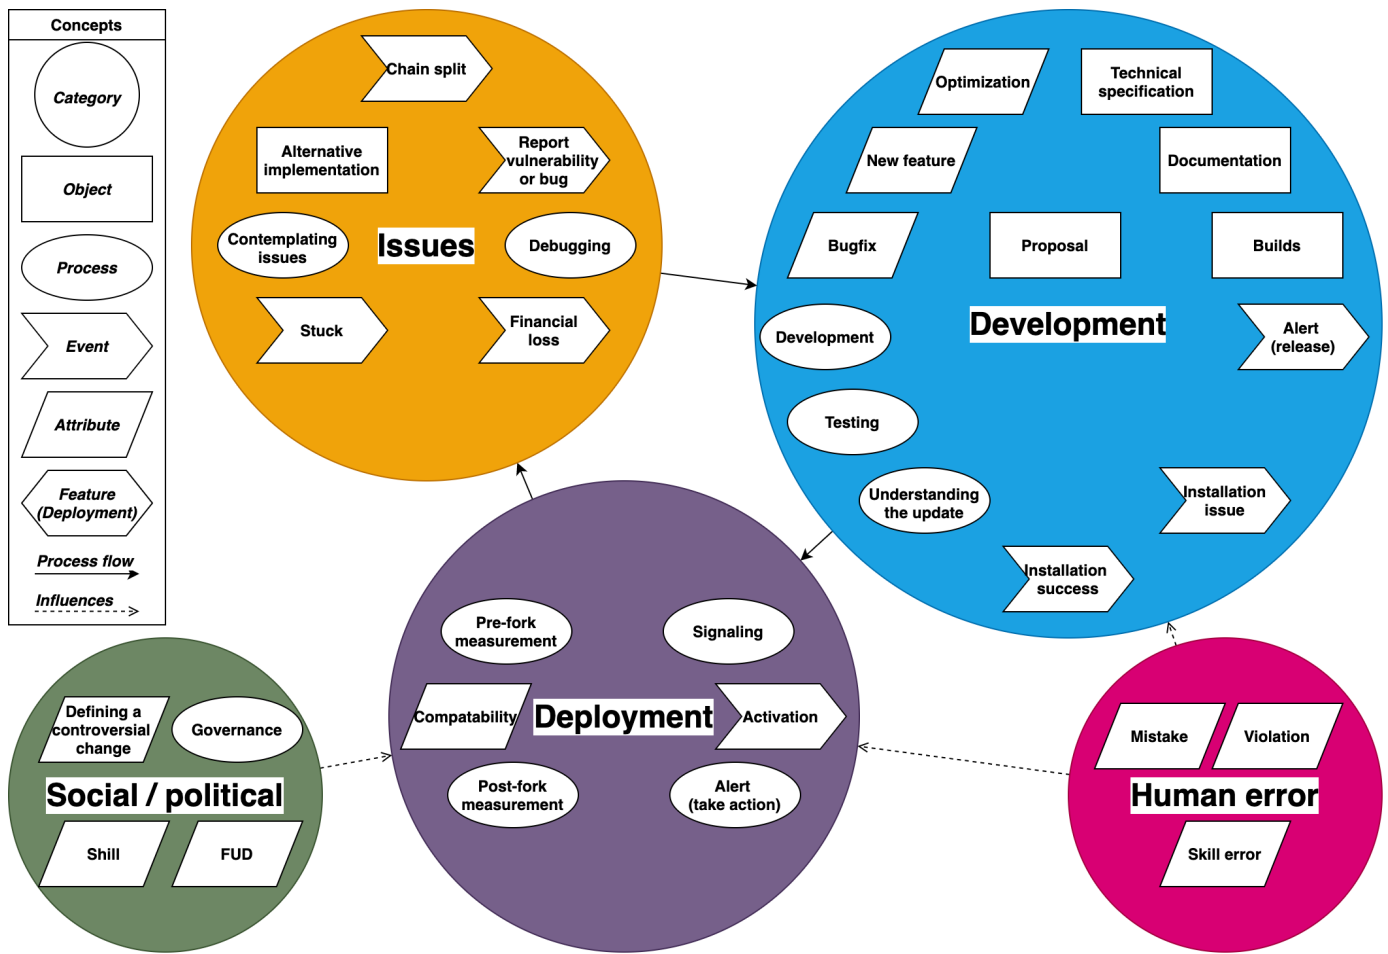 Concepts
Category
Object
Process
Event
Attribute
Feature
(Deployment)
Process flow
Influences
Chain split
Alternative
implementation
Report
vulnerability
or bug
Contemplating
issues
Issues
Debugging
Stuck
Financial
loss
Optimization
Technical
specification
New feature
Documentation
Bugfix
Proposal
Builds
Development
Development
Alert
(release)
Testing
Understanding
the update
Installation
issue
Installation
success
Pre-fork
measurement
Signaling
Compatability
Deployment
Activation
Post-fork
measurement
Alert
(take action)
Defining a
controversial
change
Governance
Social / political
Shill
FUD
Mistake
Violation
Human error
Skill error